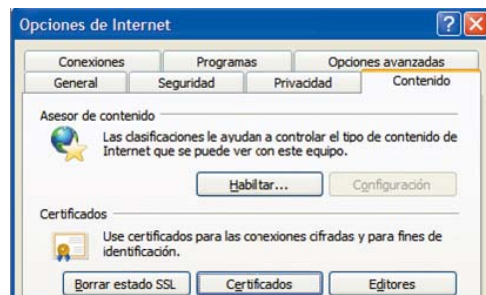 Opciones de Internet
Conexiones Programas Opciones avanzadas
General Seguridad Privacidad Contenido
Asesor de contenido
Las clasificaciones le ayudan a controlar el tipo de contenido de
Internet que se puede ver con este equipo.
Habilitar... Configuración
Certificados
Use certificados para las conexiones cifradas y para fines de
identificación.
Borrar estado SSL Certificados Editores